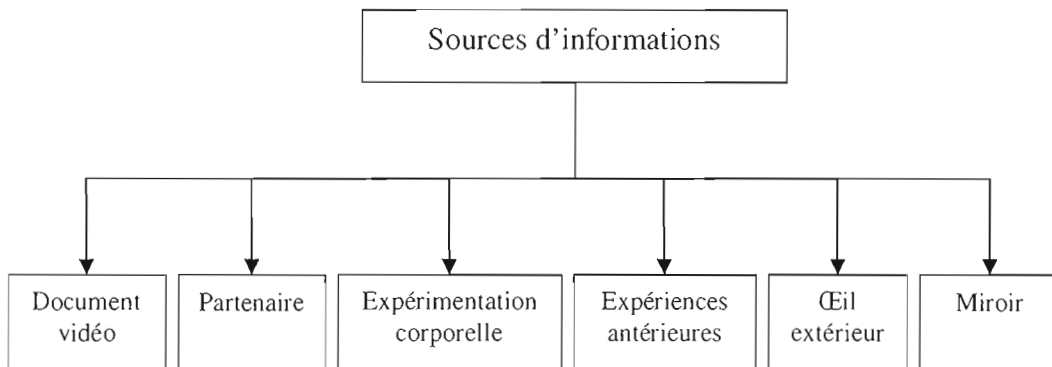 Sources d'informations
Document
vidéo
Partenaire
Expérimentation
corporelle
Expériences
antérieures
Œil
extérieur
Miroir